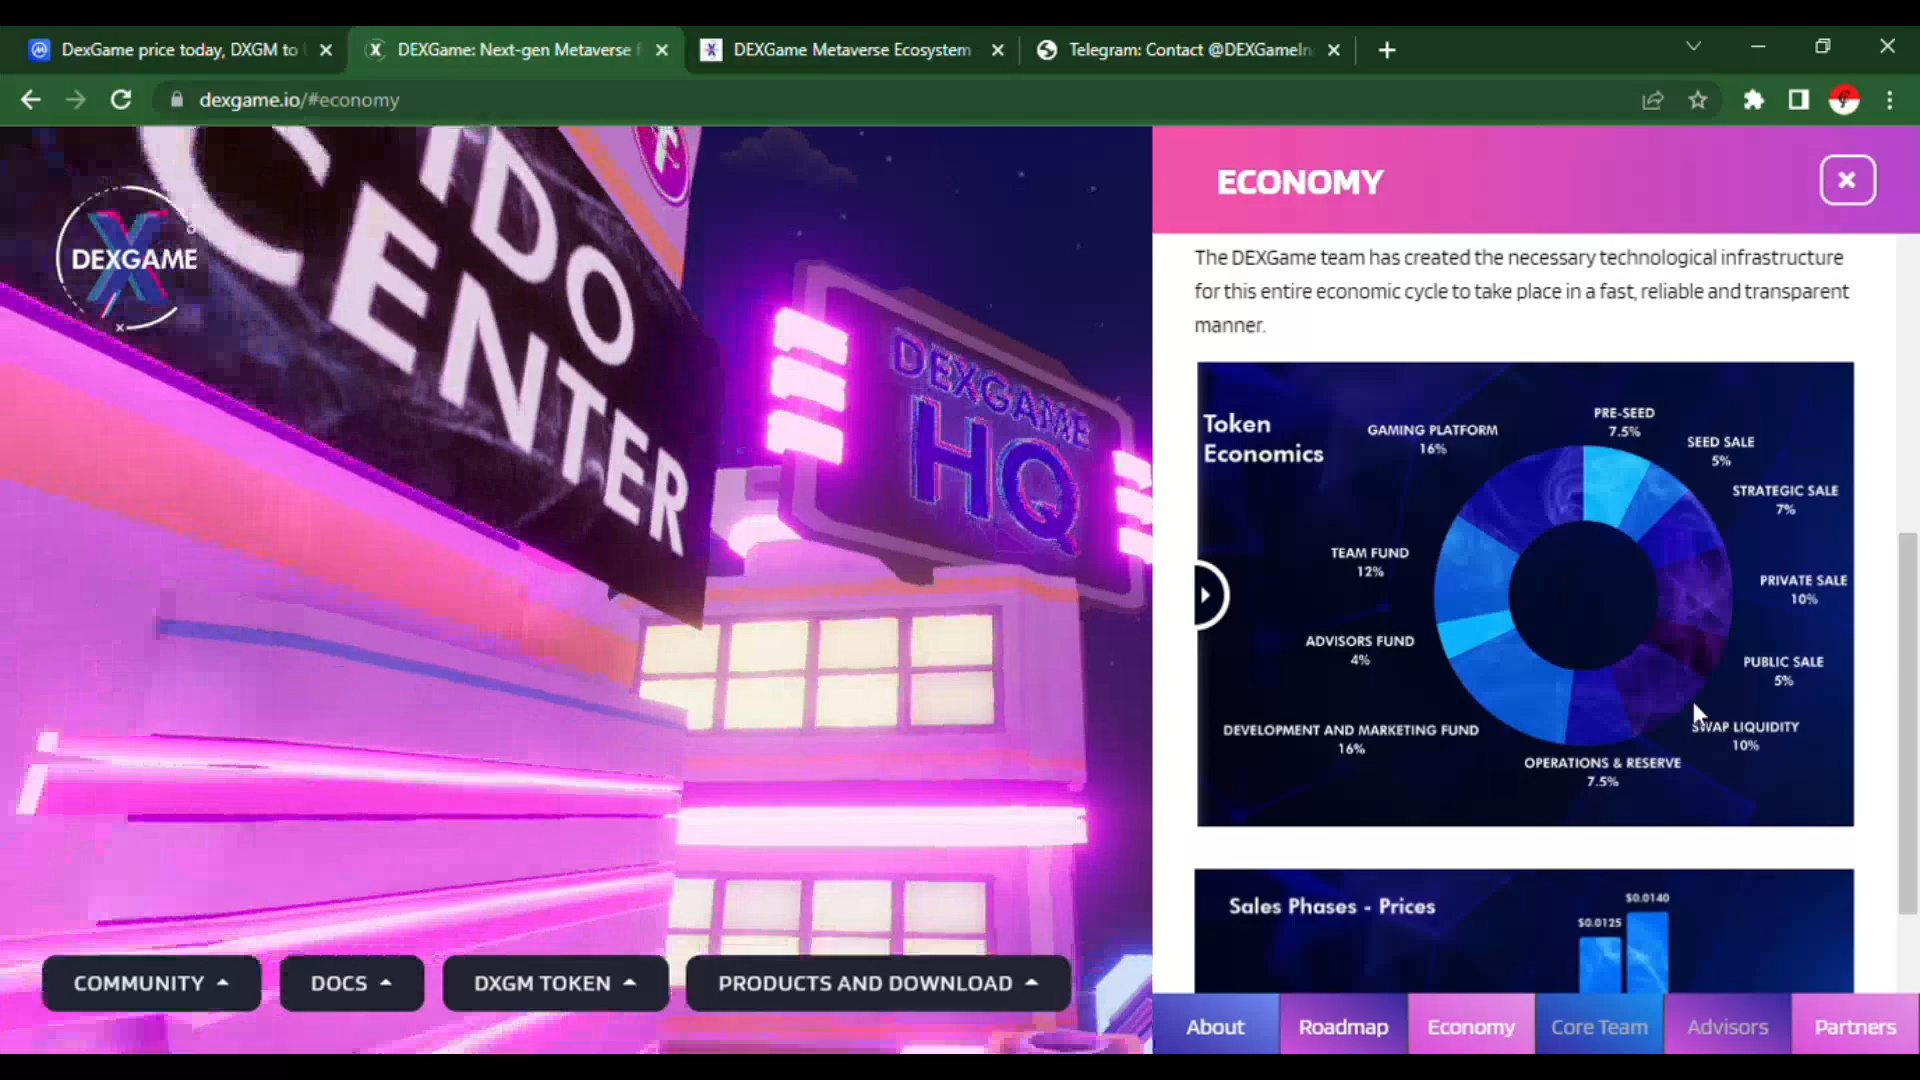 DexGame price today, DXGM to
DEXGame: Next-gen Metaverse f
DEXGame Metaverse Ecosystem
Telegram: Contact @DEXGameIn
dexgame.io/#economy
IDO
CENTER
DEXGAME
DEXGAME
HQ
ECONOMY
The DEXGame team has created the necessary technological infrastructure
for this entire economic cycle to take place in a fast, reliable and transparent
manner.
Token
Economics
PRE-SEED
7.5%
GAMING PLATFORM
16%
SEED SALE
5%
STRATEGIC SALE
7%
TEAM FUND
12%
PRIVATE SALE
10%
ADVISORS FUND
4%
PUBLIC SALE
5%
DEVELOPMENT AND MARKETING FUND
16%
SWAP LIQUIDITY
10%
OPERATIONS & RESERVE
7.5%
Sales Phases - Prices
$0.0140
$0.0125
COMMUNITY
DOCS
DXGM TOKEN
PRODUCTS AND DOWNLOAD
About
Roadmap
Economy
Core Team
Advisors
Partners